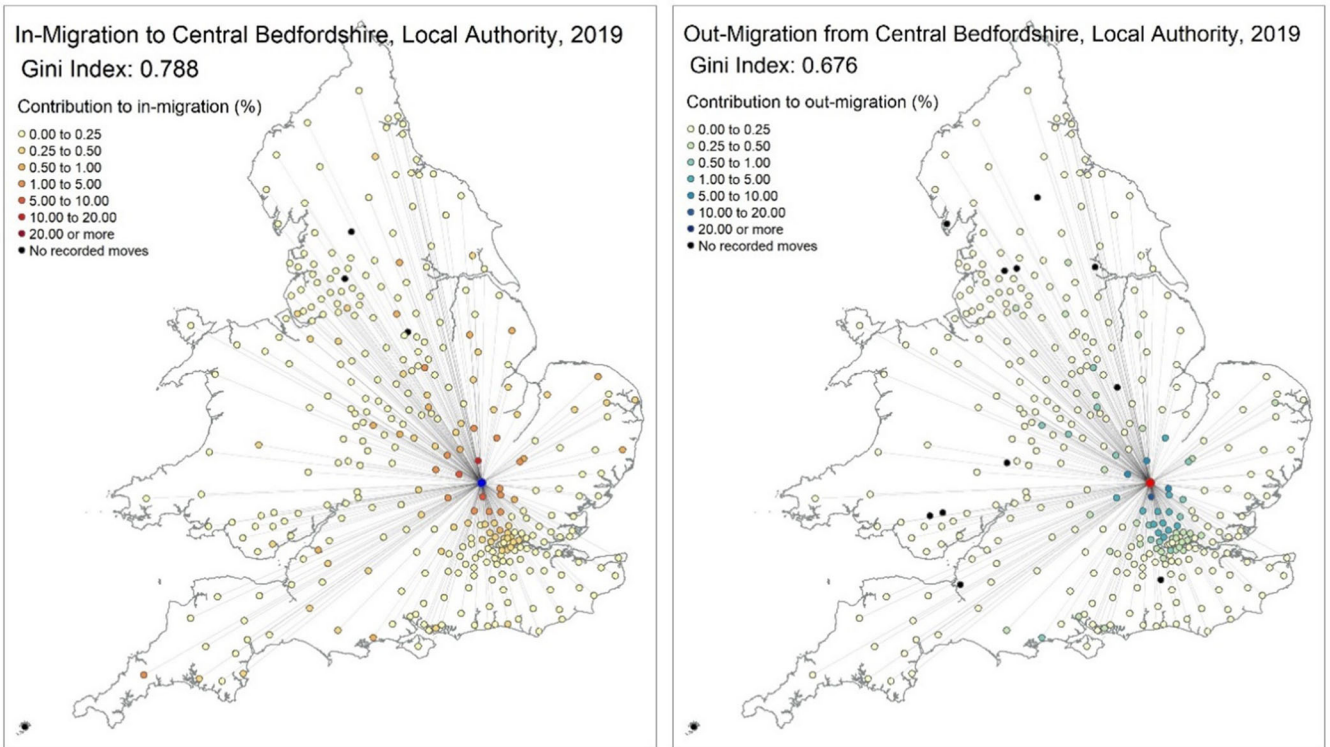 In-Migration to Central Bedfordshire, Local Authority, 2019
Gini Index: 0.788
Contribution to in-migration (%)
0.00 to 0.25
0.25 to 0.50
0.50 to 1.00
1.00 to 5.00
5.00 to 10.00
10.00 to 20.00
20.00 or more
No recorded moves
Out-Migration from Central Bedfordshire, Local Authority, 2019
Gini Index: 0.676
Contribution to out-migration (%)
0.00 to 0.25
0.25 to 0.50
0.50 to 1.00
1.00 to 5.00
5.00 to 10.00
10.00 to 20.00
20.00 or more
No recorded moves